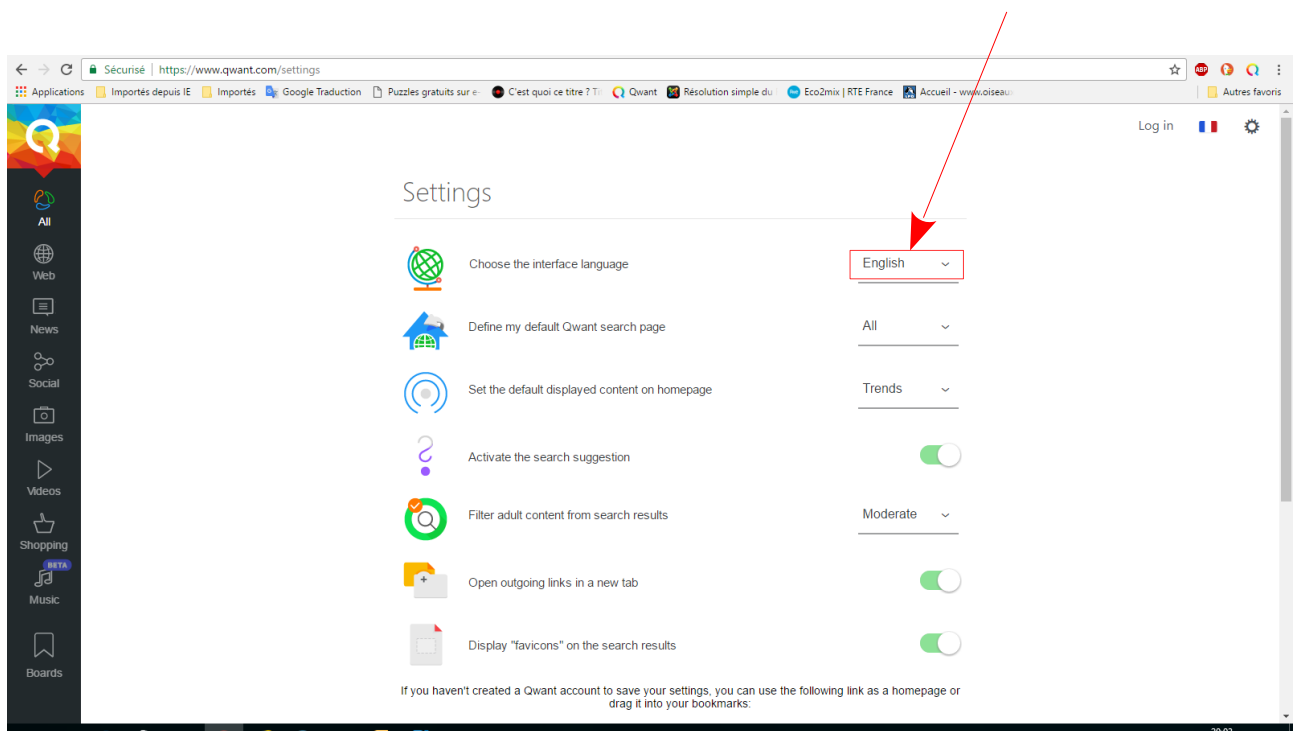 Sécurisé | https://www.qwant.com/settings
Applications Importés depuis IE Importés Google Traduction Puzzles gratuits sur e- C'est quoi ce titre ? Qwant Résolution simple du Eco2mix | RTE France Accueil - www.oiseau Autres favoris
Log in
Settings
All
Web
News
Social
Images
Videos
Shopping
BETA
Music
Boards
Choose the interface language English
Define my default Qwant search page All
Set the default displayed content on homepage Trends
Activate the search suggestion
Filter adult content from search results Moderate
Open outgoing links in a new tab
Display "favicons" on the search results
If you haven't created a Qwant account to save your settings, you can use the following link as a homepage or
drag it into your bookmarks: